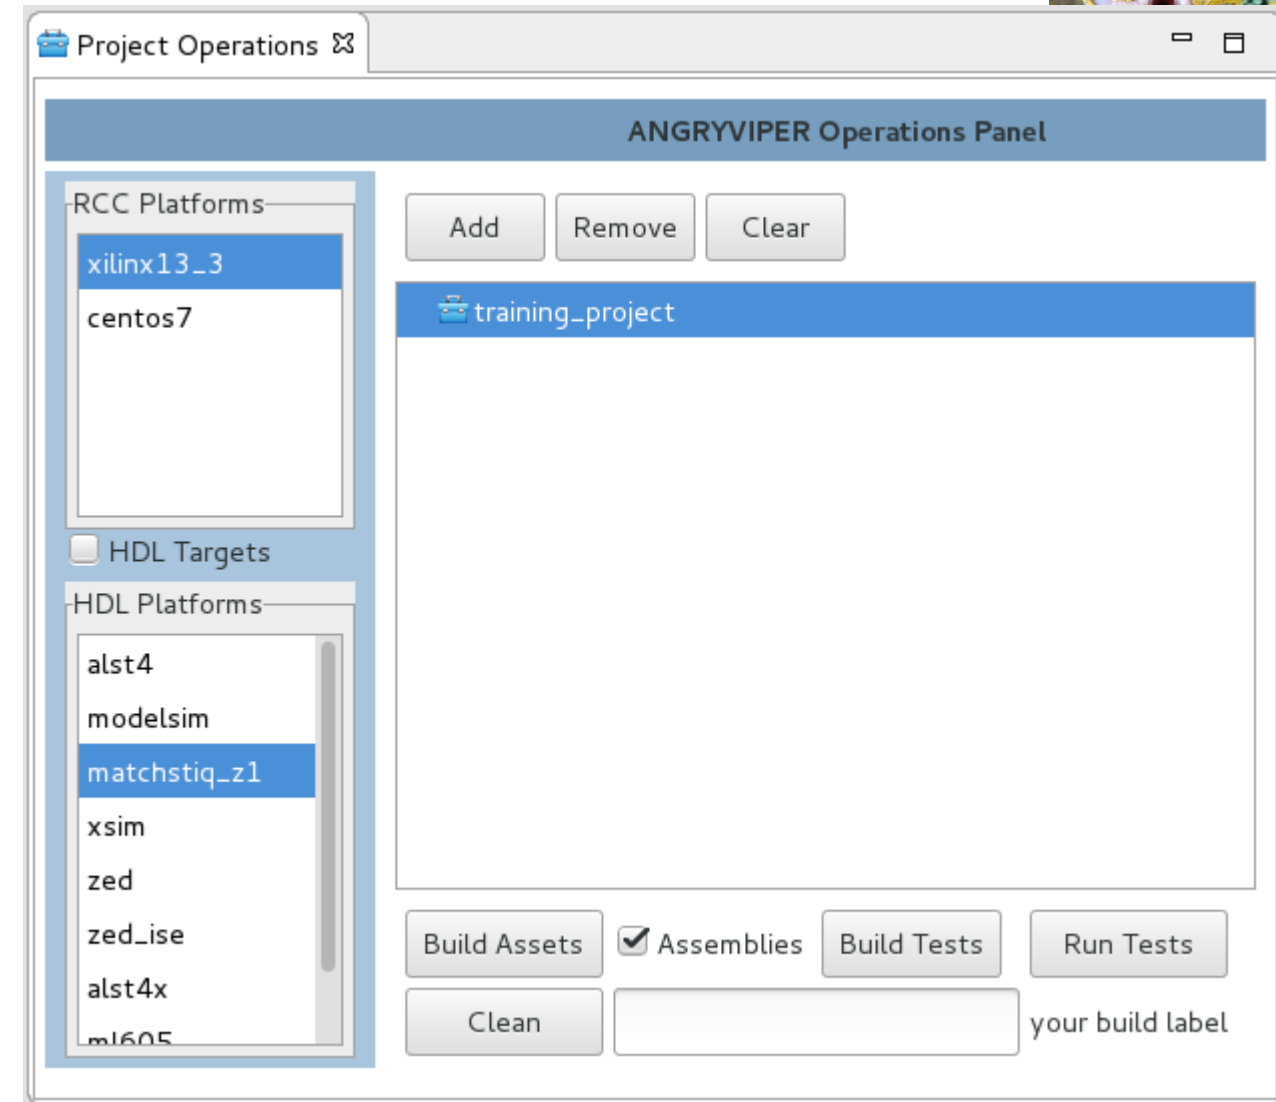 Project Operations
ANGRYVIPER Operations Panel
RCC Platforms
xilinx13_3
centos7
HDL Targets
HDL Platforms
alst4
modelsim
matchstiq_z1
xsim
zed
zed_ise
alst4x
ml605
Add Remove Clear
training_project
Build Assets Assemblies Build Tests Run Tests
Clean your build label